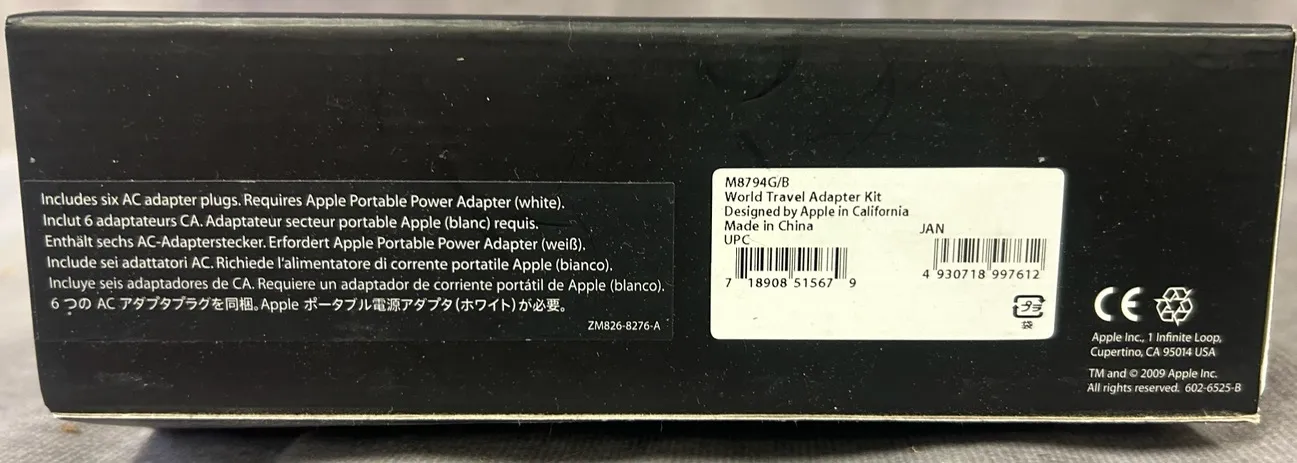 Includes six AC adapter plugs. Requires Apple Portable Power Adapter (white).
Inclut 6 adaptateurs CA. Adaptateur secteur portable Apple (blanc) requis.
Enthält sechs AC-Adapterstecker. Erfordert Apple Portable Power Adapter (weiß).
Include sei adattatori AC. Richiede l'alimentatore di corrente portatile Apple (bianco).
Incluye seis adaptadores de CA. Requiere un adaptador de corriente portátil de Apple (blanco).
6 つの AC アダプタプラグを同梱。Apple ポータブル電源アダプタ(ホワイト)が必要。
ZM826-8276-A
M8794G/B
World Travel Adapter Kit
Designed by Apple in California
Made in China
UPC
7 18908 51567 9
JAN
4 930718 997612
プラ
袋
CE
Apple Inc., 1 Infinite Loop,
Cupertino, CA 95014 USA
TM and © 2009 Apple Inc.
All rights reserved. 602-6525-B